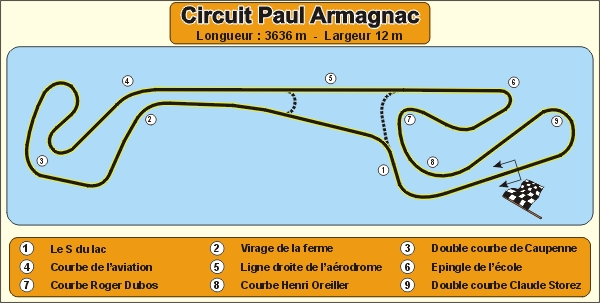 Circuit Paul Armagnac
Longueur : 3636 m - Largeur 12 m
4
5
6
2
7
9
3
8
1
1 Le S du lac
2 Virage de la ferme
3 Double courbe de Caupenne
4 Courbe de l'aviation
5 Ligne droite de l'aérodrome
6 Epingle de l'école
7 Courbe Roger Dubos
8 Courbe Henri Oreiller
9 Double courbe Claude Storez